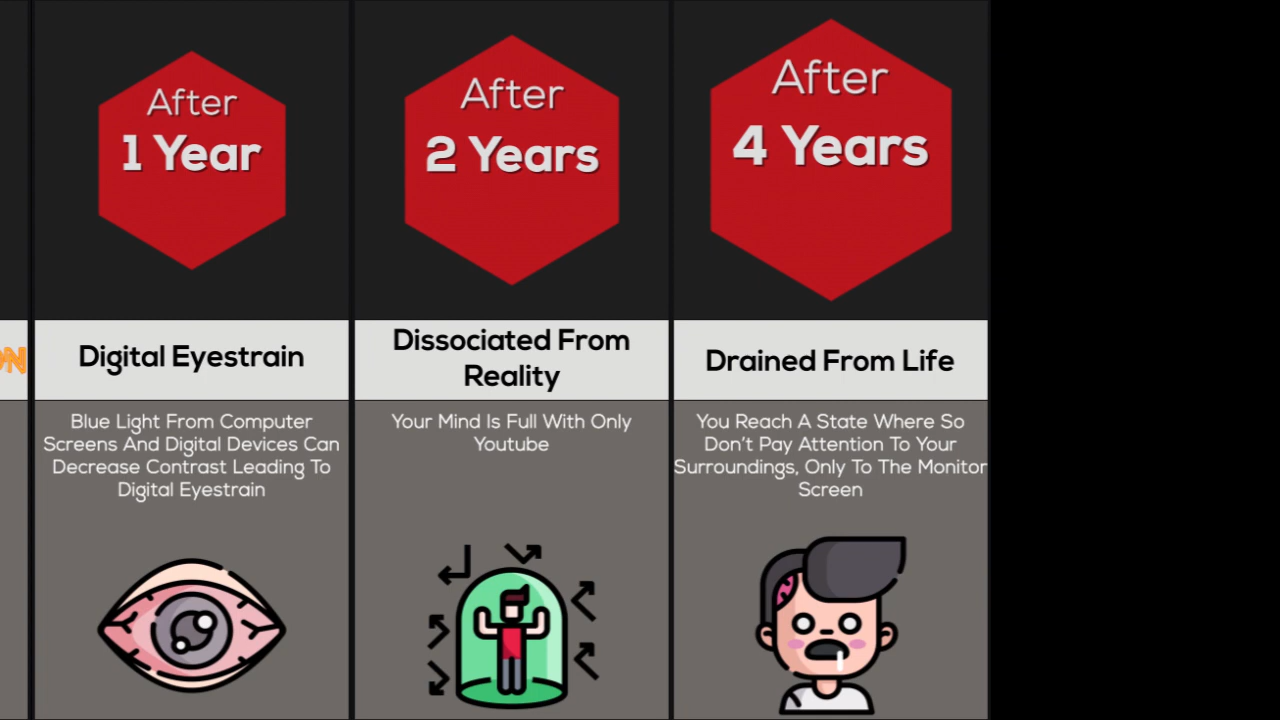 After
1 Year
Digital Eyestrain
Blue Light From Computer
Screens And Digital Devices Can
Decrease Contrast Leading To
Digital Eyestrain
After
2 Years
Dissociated From
Reality
Your Mind Is Full With Only
Youtube
After
4 Years
Drained From Life
You Reach A State Where So
Don't Pay Attention To Your
Surroundings, Only To The Monitor
Screen